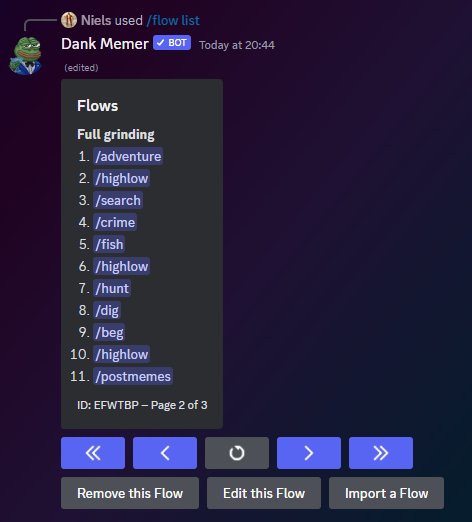 Niels used /flow list
Dank Memer ✓ BOT Today at 20:44
(edited)
Flows
Full grinding
1. /adventure
2. /highlow
3. /search
4. /crime
5. /fish
6. /highlow
7. /hunt
8. /dig
9. /beg
10. /highlow
11. /postmemes
ID: EFWTBP – Page 2 of 3
Remove this Flow Edit this Flow Import a Flow